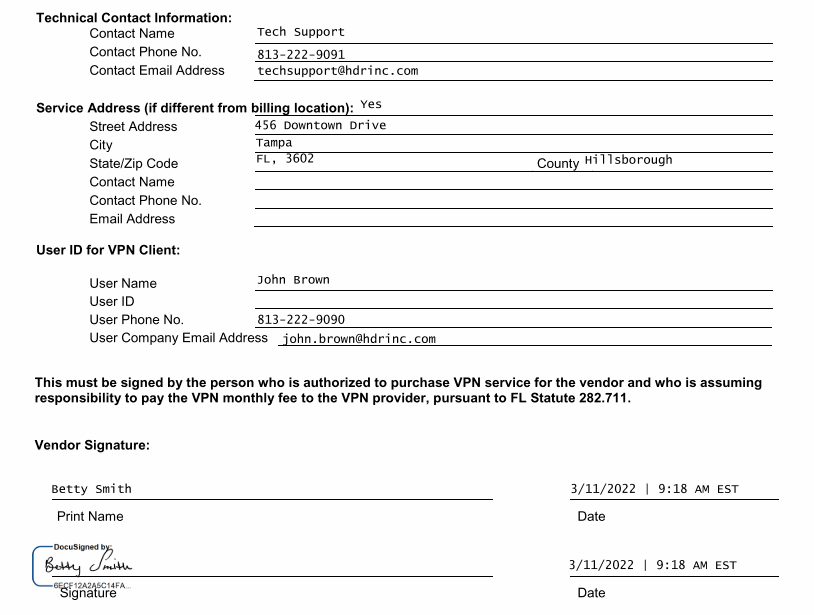 Technical Contact Information:
Contact Name Tech Support
Contact Phone No. 813-222-9091
Contact Email Address techsupport@hdrinc.com
Service Address (if different from billing location): Yes
Street Address 456 Downtown Drive
City Tampa
State/Zip Code FL, 3602 County Hillsborough
Contact Name
Contact Phone No.
Email Address
User ID for VPN Client:
User Name John Brown
User ID
User Phone No. 813-222-9090
User Company Email Address john.brown@hdrinc.com
This must be signed by the person who is authorized to purchase VPN service for the vendor and who is assuming
responsibility to pay the VPN monthly fee to the VPN provider, pursuant to FL Statute 282.711.
Vendor Signature:
Betty Smith 3/11/2022 | 9:18 AM EST
Print Name Date
DocuSigned by:
Betty Smith 3/11/2022 | 9:18 AM EST
6ECF12A2A5C14FA...
Signature Date